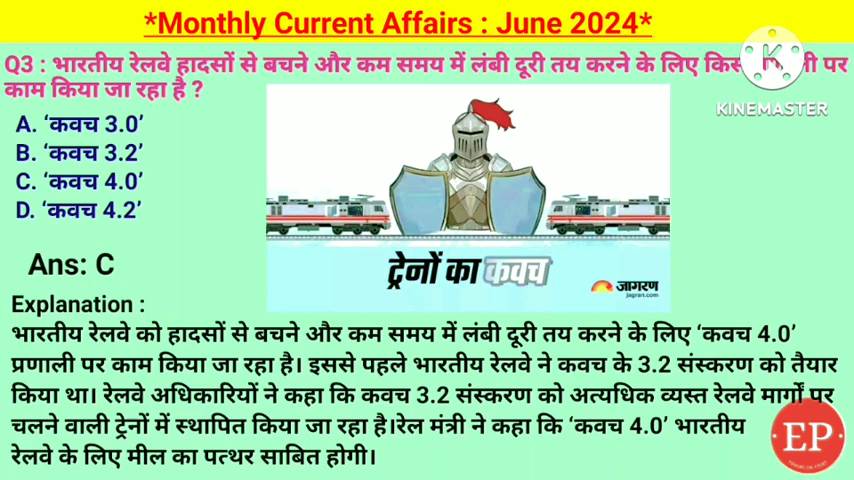 *Monthly Current Affairs : June 2024*
Q3 : भारतीय रेलवे हादसों से बचने और कम समय में लंबी दूरी तय करने के लिए पर
काम किया जा रहा है ?
KINEMASTER
A. ‘कवच 3.0’
B. ‘कवच 3.2’
C. ‘कवच 4.0’
D. ‘कवच 4.2’
ट्रेनों का कवच
जागरण
jagran.com
Ans: C
Explanation :
भारतीय रेलवे को हादसों से बचने और कम समय में लंबी दूरी तय करने के लिए ‘कवच 4.0’
प्रणाली पर काम किया जा रहा है। इससे पहले भारतीय रेलवे ने कवच के 3.2 संस्करण को तैयार
किया था। रेलवे अधिकारियों ने कहा कि कवच 3.2 संस्करण को अत्यधिक व्यस्त रेलवे मार्गों पर
चलने वाली ट्रेनों में स्थापित किया जा रहा है।रेल मंत्री ने कहा कि ‘कवच 4.0’ भारतीय
रेलवे के लिए मील का पत्थर साबित होगी।
EP